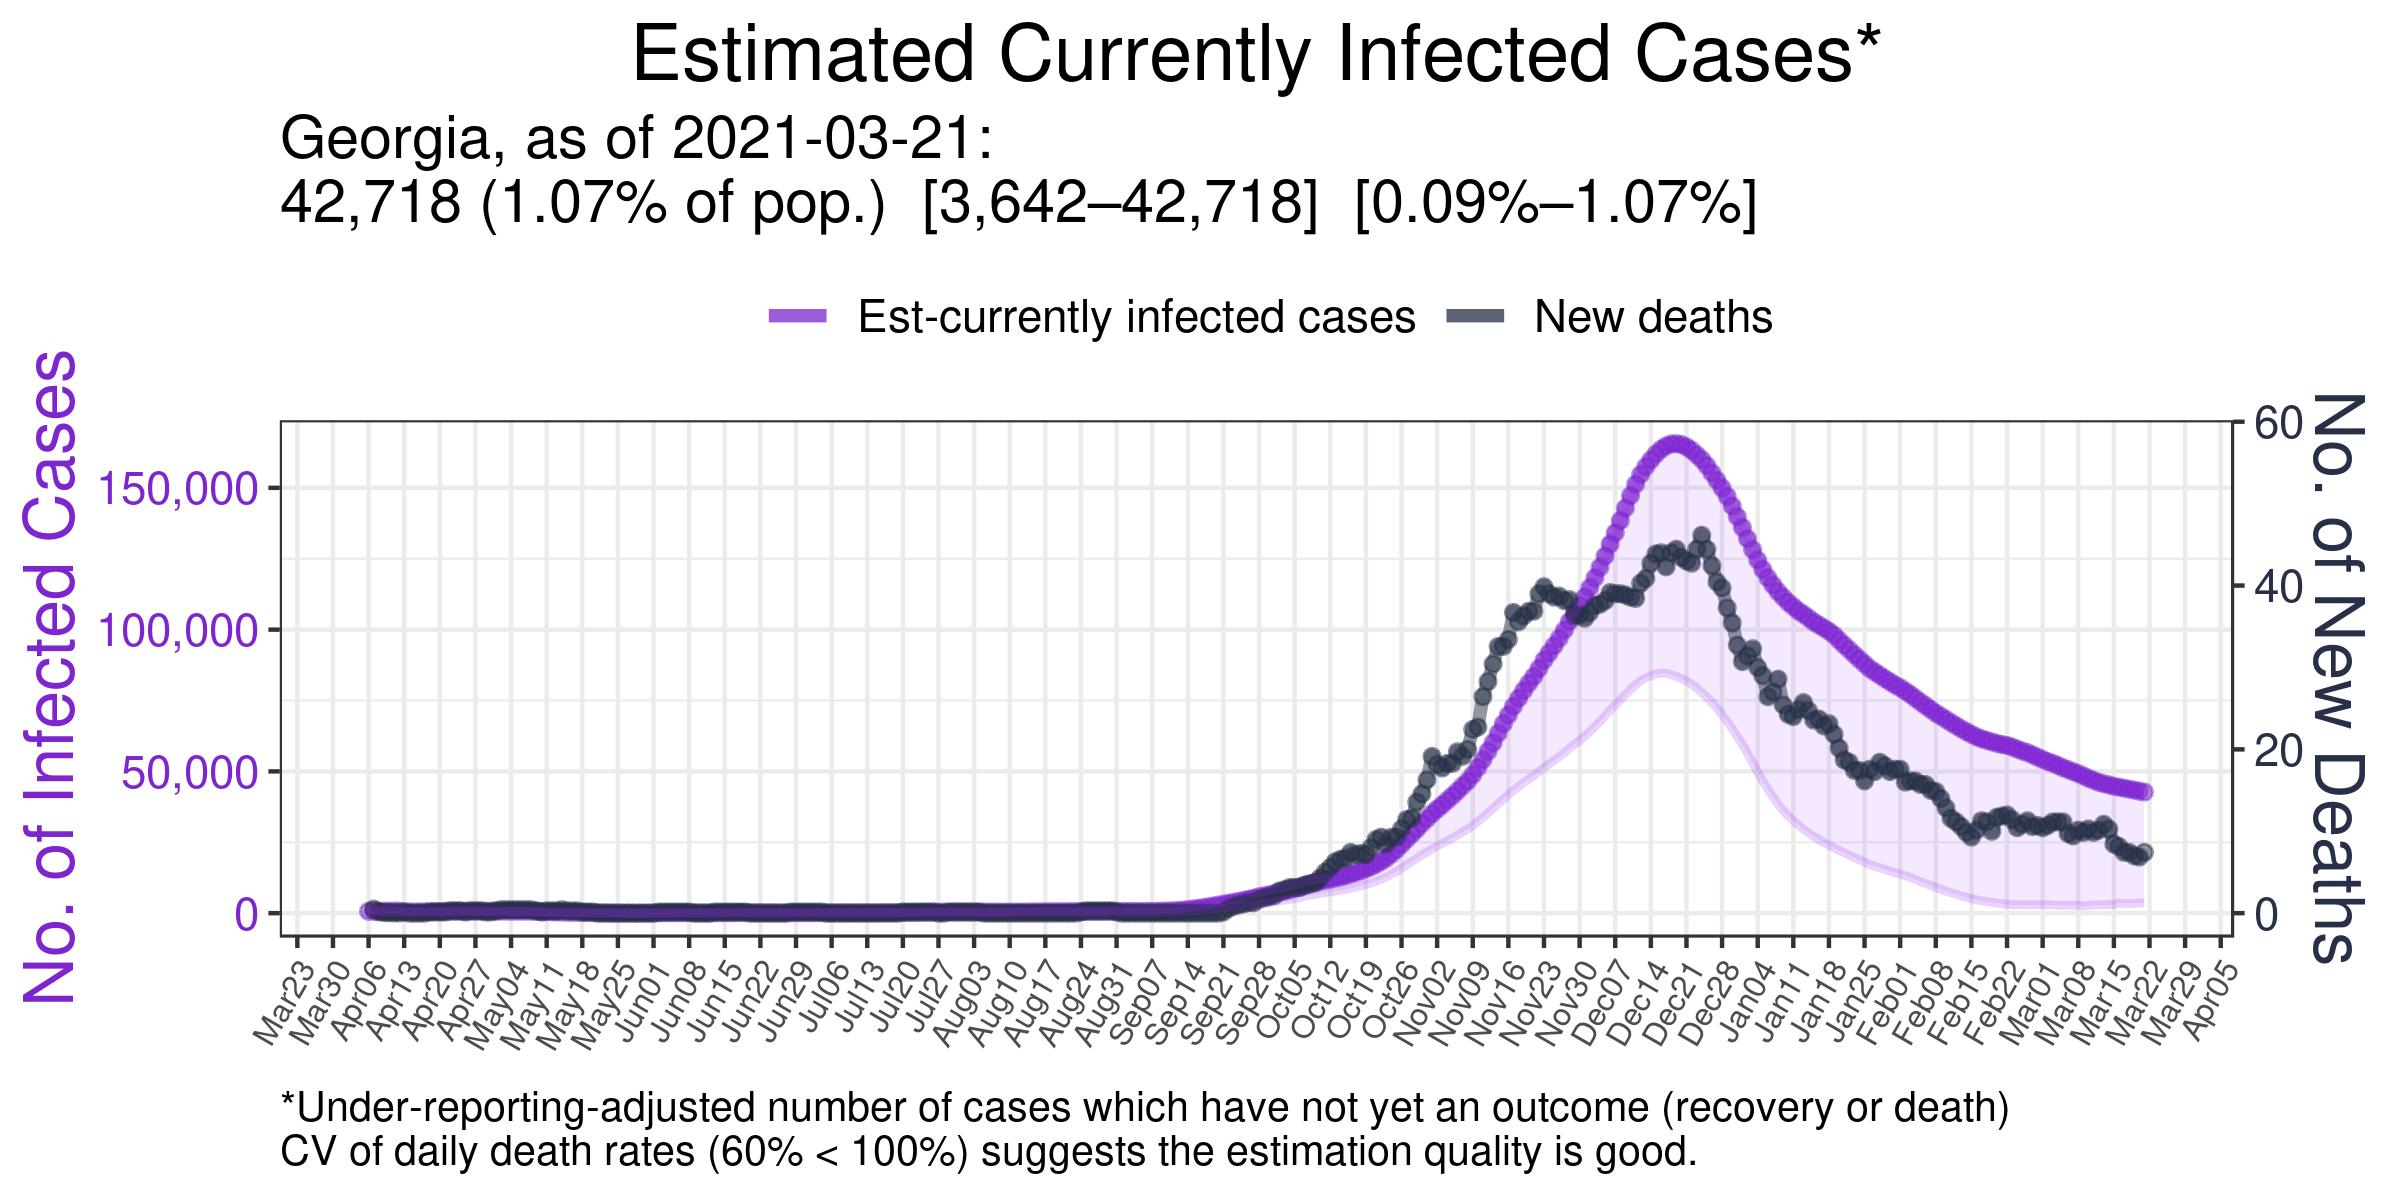 Estimated Currently Infected Cases*
Georgia, as of 2021-03-21:
42,718 (1.07% of pop.)  [3,642–42,718]  [0.09%–1.07%]
Est-currently infected cases
New deaths
No. of Infected Cases
150,000
100,000
50,000
0
60
40
20
0
No. of New Deaths
Mar23 Mar30 Apr06 Apr13 Apr20 Apr27 May04 May11 May18 May25 Jun01 Jun08 Jun15 Jun22 Jun29 Jul06 Jul13 Jul20 Jul27 Aug03 Aug10 Aug17 Aug24 Aug31 Sep07 Sep14 Sep21 Sep28 Oct05 Oct12 Oct19 Oct26 Nov02 Nov09 Nov16 Nov23 Nov30 Dec07 Dec14 Dec21 Dec28 Jan04 Jan11 Jan18 Jan25 Feb01 Feb08 Feb15 Feb22 Mar01 Mar08 Mar15 Mar22 Mar29 Apr05
*Under-reporting-adjusted number of cases which have not yet an outcome (recovery or death)
CV of daily death rates (60% < 100%) suggests the estimation quality is good.